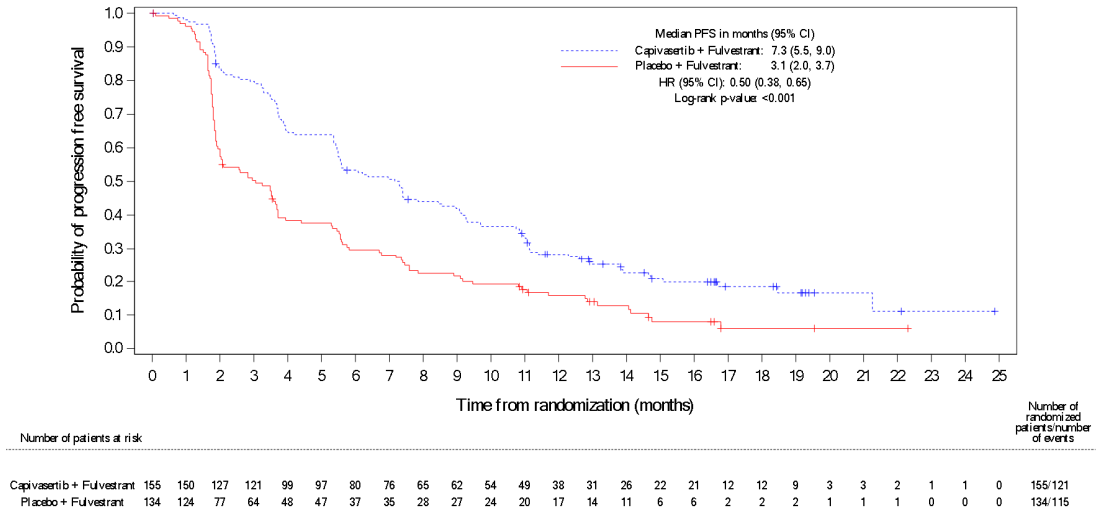 Median PFS in months (95% CI)
Capivasertib + Fulvestrant: 7.3 (5.5, 9.0)
Placebo + Fulvestrant: 3.1 (2.0, 3.7)
HR (95% CI): 0.50 (0.38, 0.65)
Log-rank p-value: <0.001
Probability of progression free survival
1.0
0.9
0.8
0.7
0.6
0.5
0.4
0.3
0.2
0.1
0.0
0 1 2 3 4 5 6 7 8 9 10 11 12 13 14 15 16 17 18 19 20 21 22 23 24 25
Time from randomization (months)
Number of
randomized
patients/number
of events
Number of patients at risk
Capivasertib + Fulvestrant 155 150 127 121 99 97 80 76 65 62 54 49 38 31 26 22 21 12 12 9 3 3 2 1 1 0 155/121
Placebo + Fulvestrant 134 124 77 64 48 47 37 35 28 27 24 20 17 14 11 6 6 2 2 2 1 1 1 0 0 0 134/115